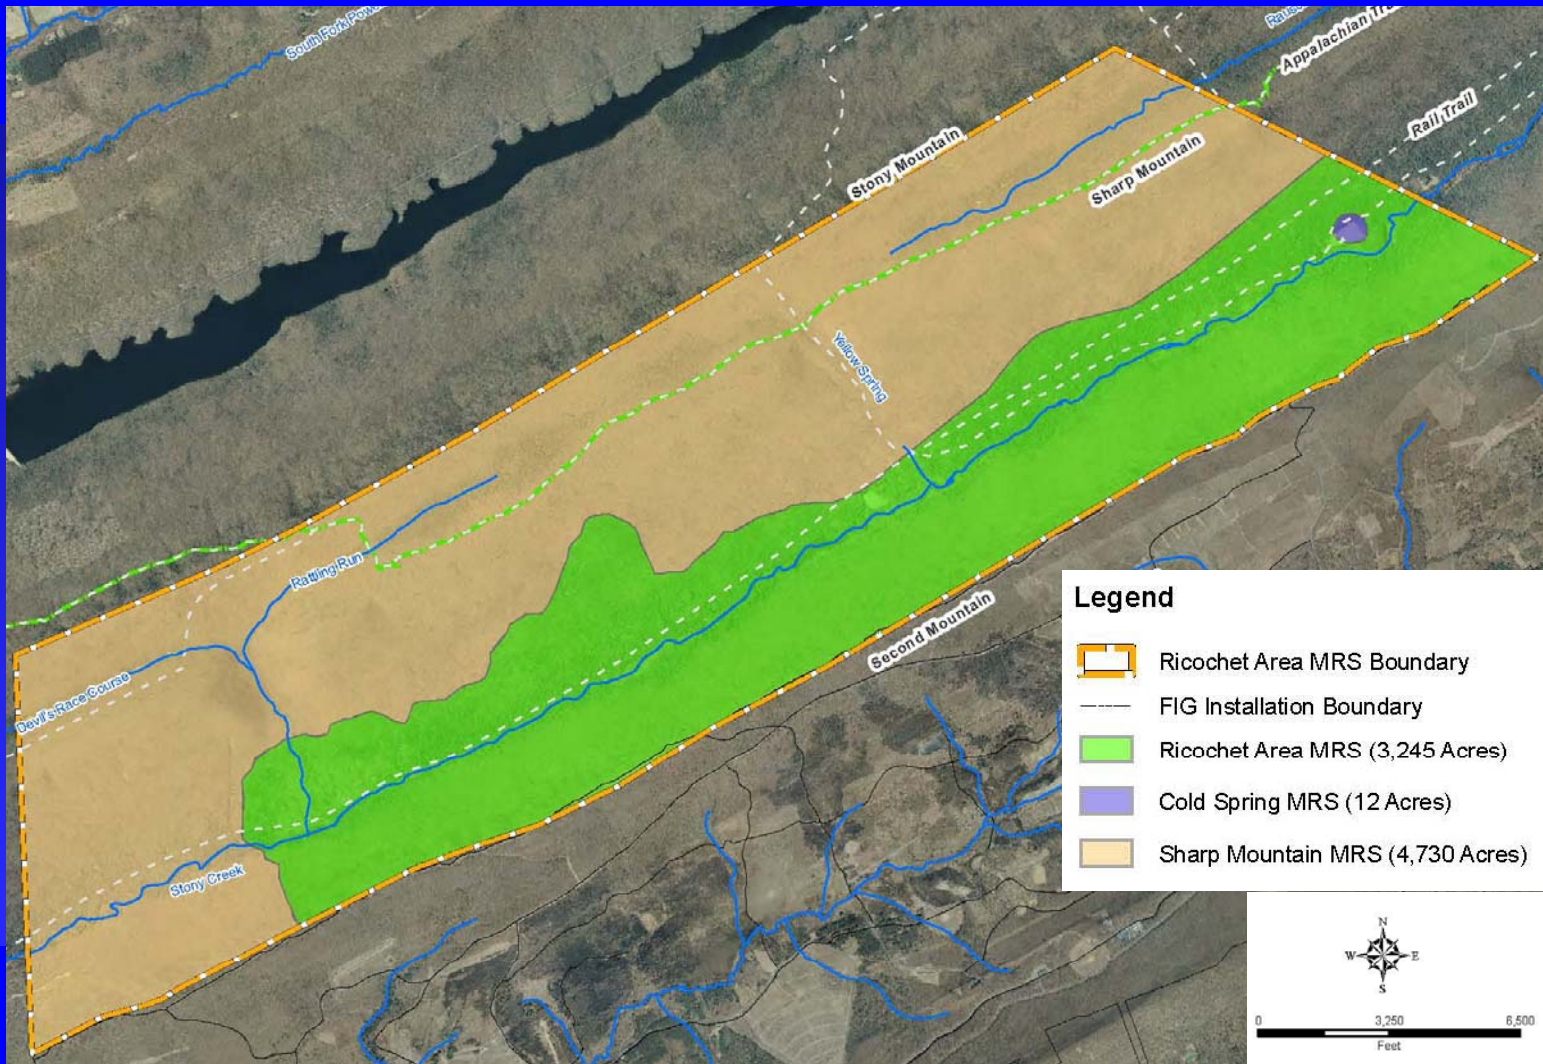 South Fork Pow
Raus
Appalachian Tra
Rail Trail
Stony Mountain
Sharp Mountain
Yellow Spring
Rattling Run
Devil's Race Course
Second Mountain
Stony Creek
Legend
Ricochet Area MRS Boundary
FIG Installation Boundary
Ricochet Area MRS (3,245 Acres)
Cold Spring MRS (12 Acres)
Sharp Mountain MRS (4,730 Acres)
N
W E
S
0 3,250 6,500
Feet